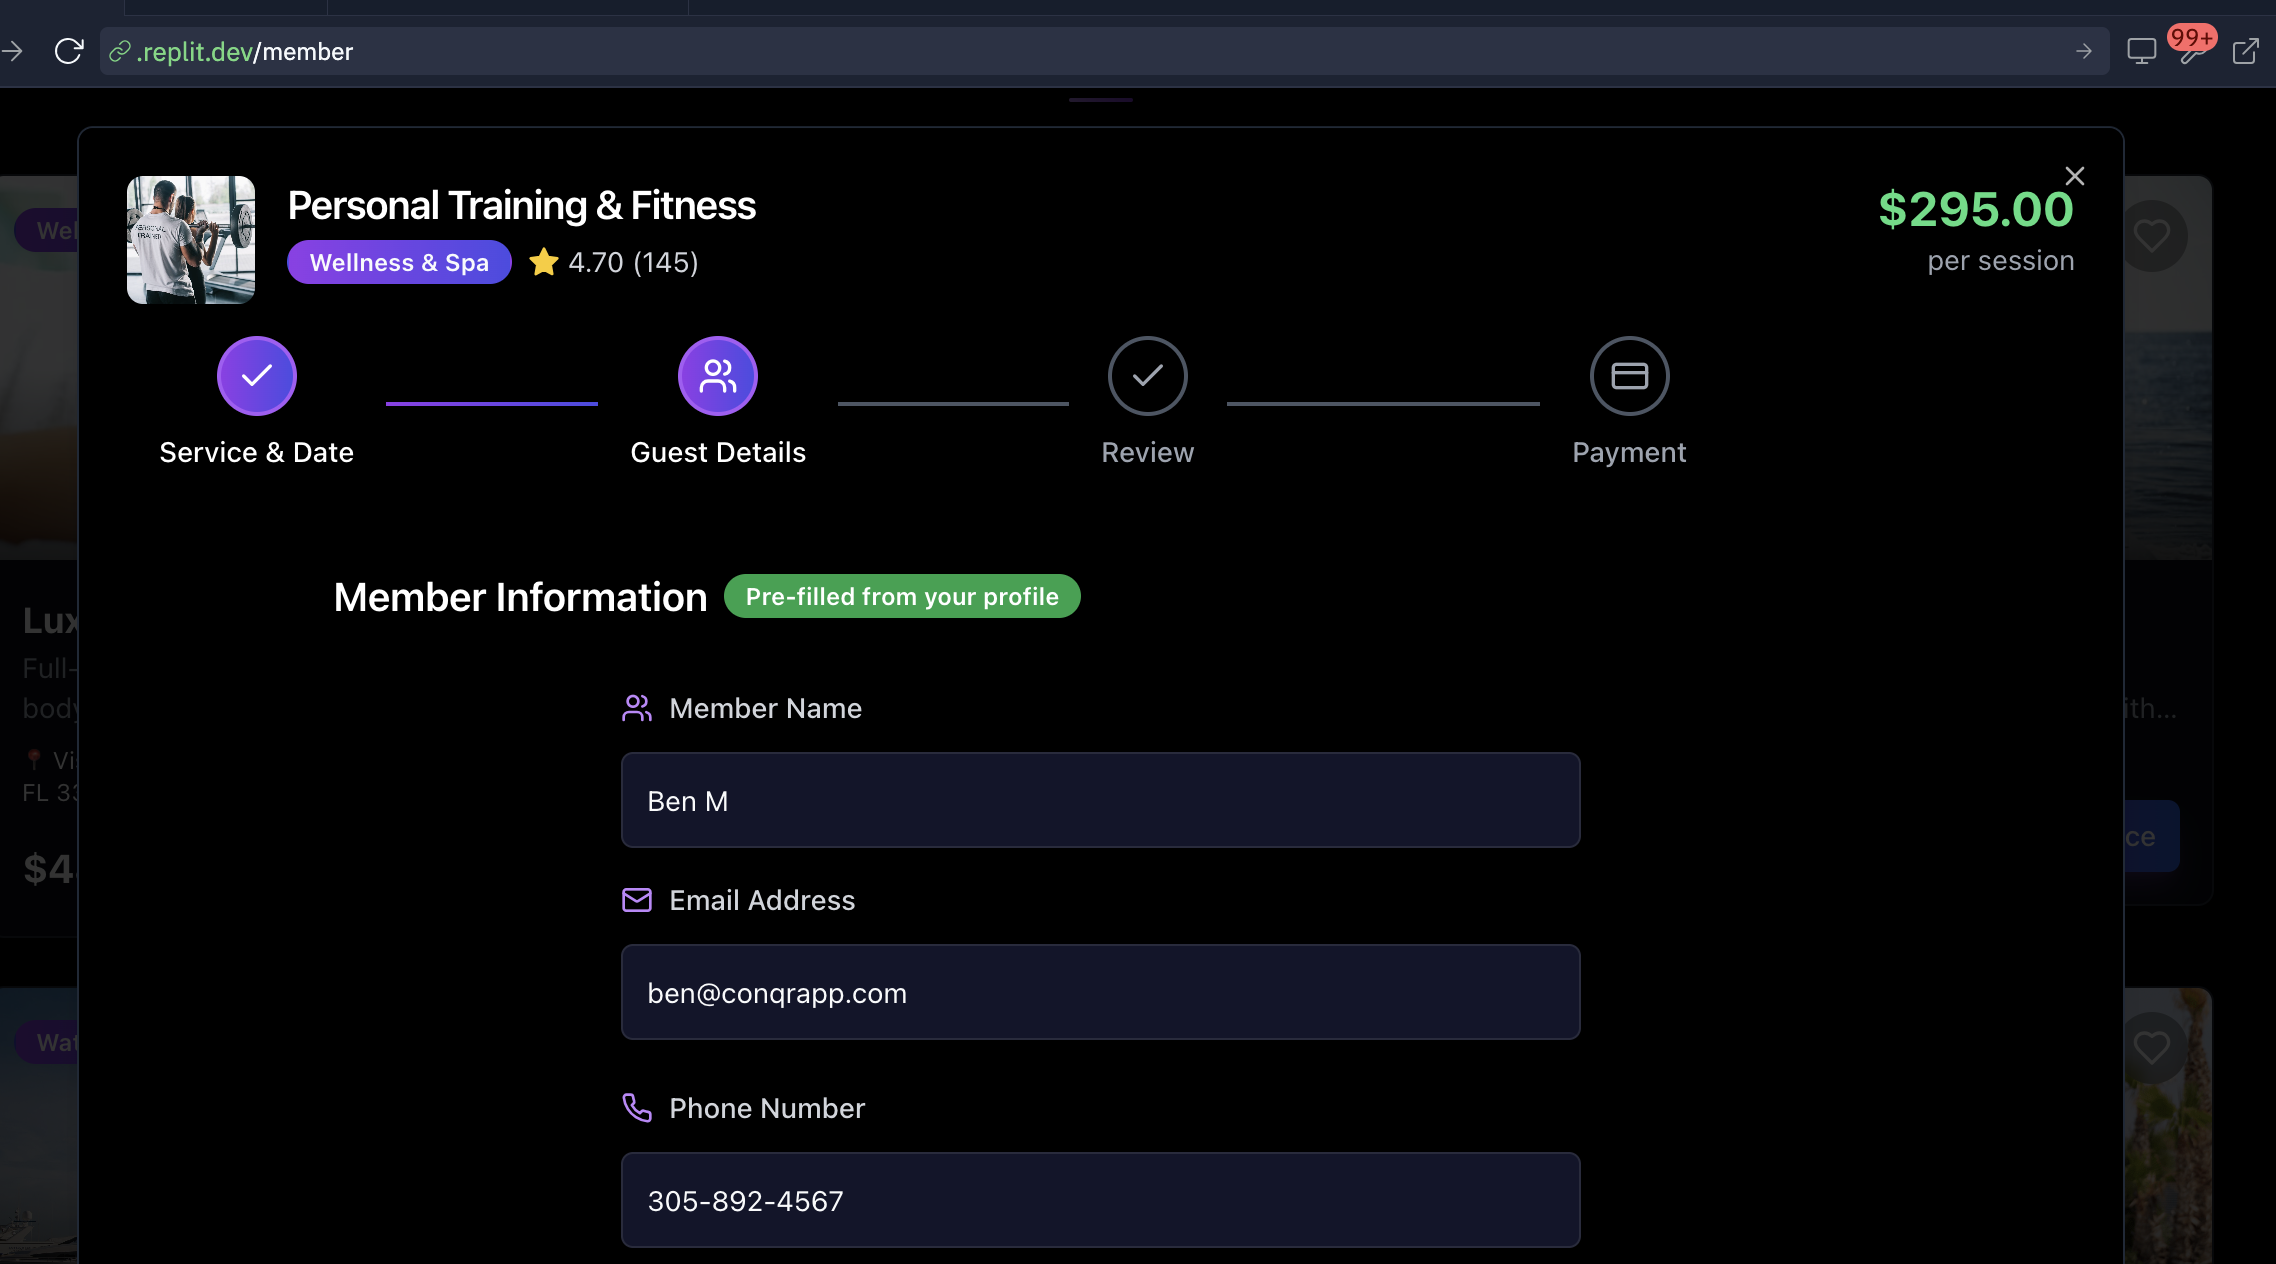 .replit.dev/member
99+
Personal Training & Fitness
Wellness & Spa
4.70 (145)
$295.00
per session
PERSONAL
Service & Date
Guest Details
Review
Payment
Member Information
Pre-filled from your profile
Member Name
Ben M
Email Address
ben@conqrapp.com
Phone Number
305-892-4567
Wel
Lux
Full-
body
Vi
FL 33
$4
ith...
ce
Wat